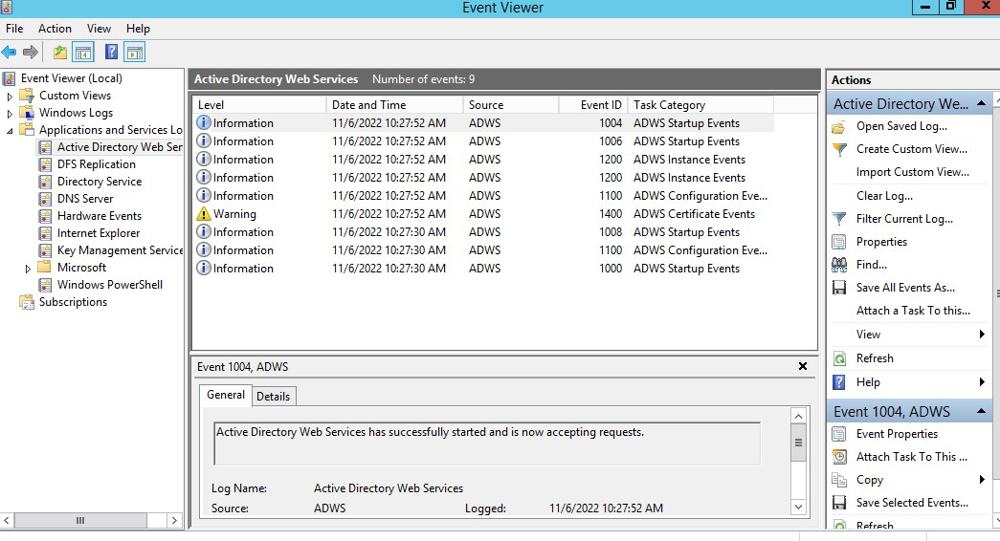 Event Viewer
File Action View Help
Event Viewer (Local)
Custom Views
Windows Logs
Applications and Services Lo
Active Directory Web Ser
DFS Replication
Directory Service
DNS Server
Hardware Events
Internet Explorer
Key Management Service
Microsoft
Windows PowerShell
Subscriptions
Active Directory Web Services Number of events: 9
Level Date and Time Source Event ID Task Category
Information 11/6/2022 10:27:52 AM ADWS 1004 ADWS Startup Events
Information 11/6/2022 10:27:52 AM ADWS 1006 ADWS Startup Events
Information 11/6/2022 10:27:52 AM ADWS 1200 ADWS Instance Events
Information 11/6/2022 10:27:52 AM ADWS 1200 ADWS Instance Events
Information 11/6/2022 10:27:52 AM ADWS 1100 ADWS Configuration Eve...
Warning 11/6/2022 10:27:52 AM ADWS 1400 ADWS Certificate Events
Information 11/6/2022 10:27:30 AM ADWS 1008 ADWS Startup Events
Information 11/6/2022 10:27:30 AM ADWS 1100 ADWS Configuration Eve...
Information 11/6/2022 10:27:30 AM ADWS 1000 ADWS Startup Events
Event 1004, ADWS
General Details
Active Directory Web Services has successfully started and is now accepting requests.
Log Name: Active Directory Web Services
Source: ADWS Logged: 11/6/2022 10:27:52 AM
Actions
Active Directory We...
Open Saved Log...
Create Custom View...
Import Custom View...
Clear Log...
Filter Current Log...
Properties
Find...
Save All Events As...
Attach a Task To this...
View
Refresh
Help
Event 1004, ADWS
Event Properties
Attach Task To This ...
Copy
Save Selected Events...
Refresh